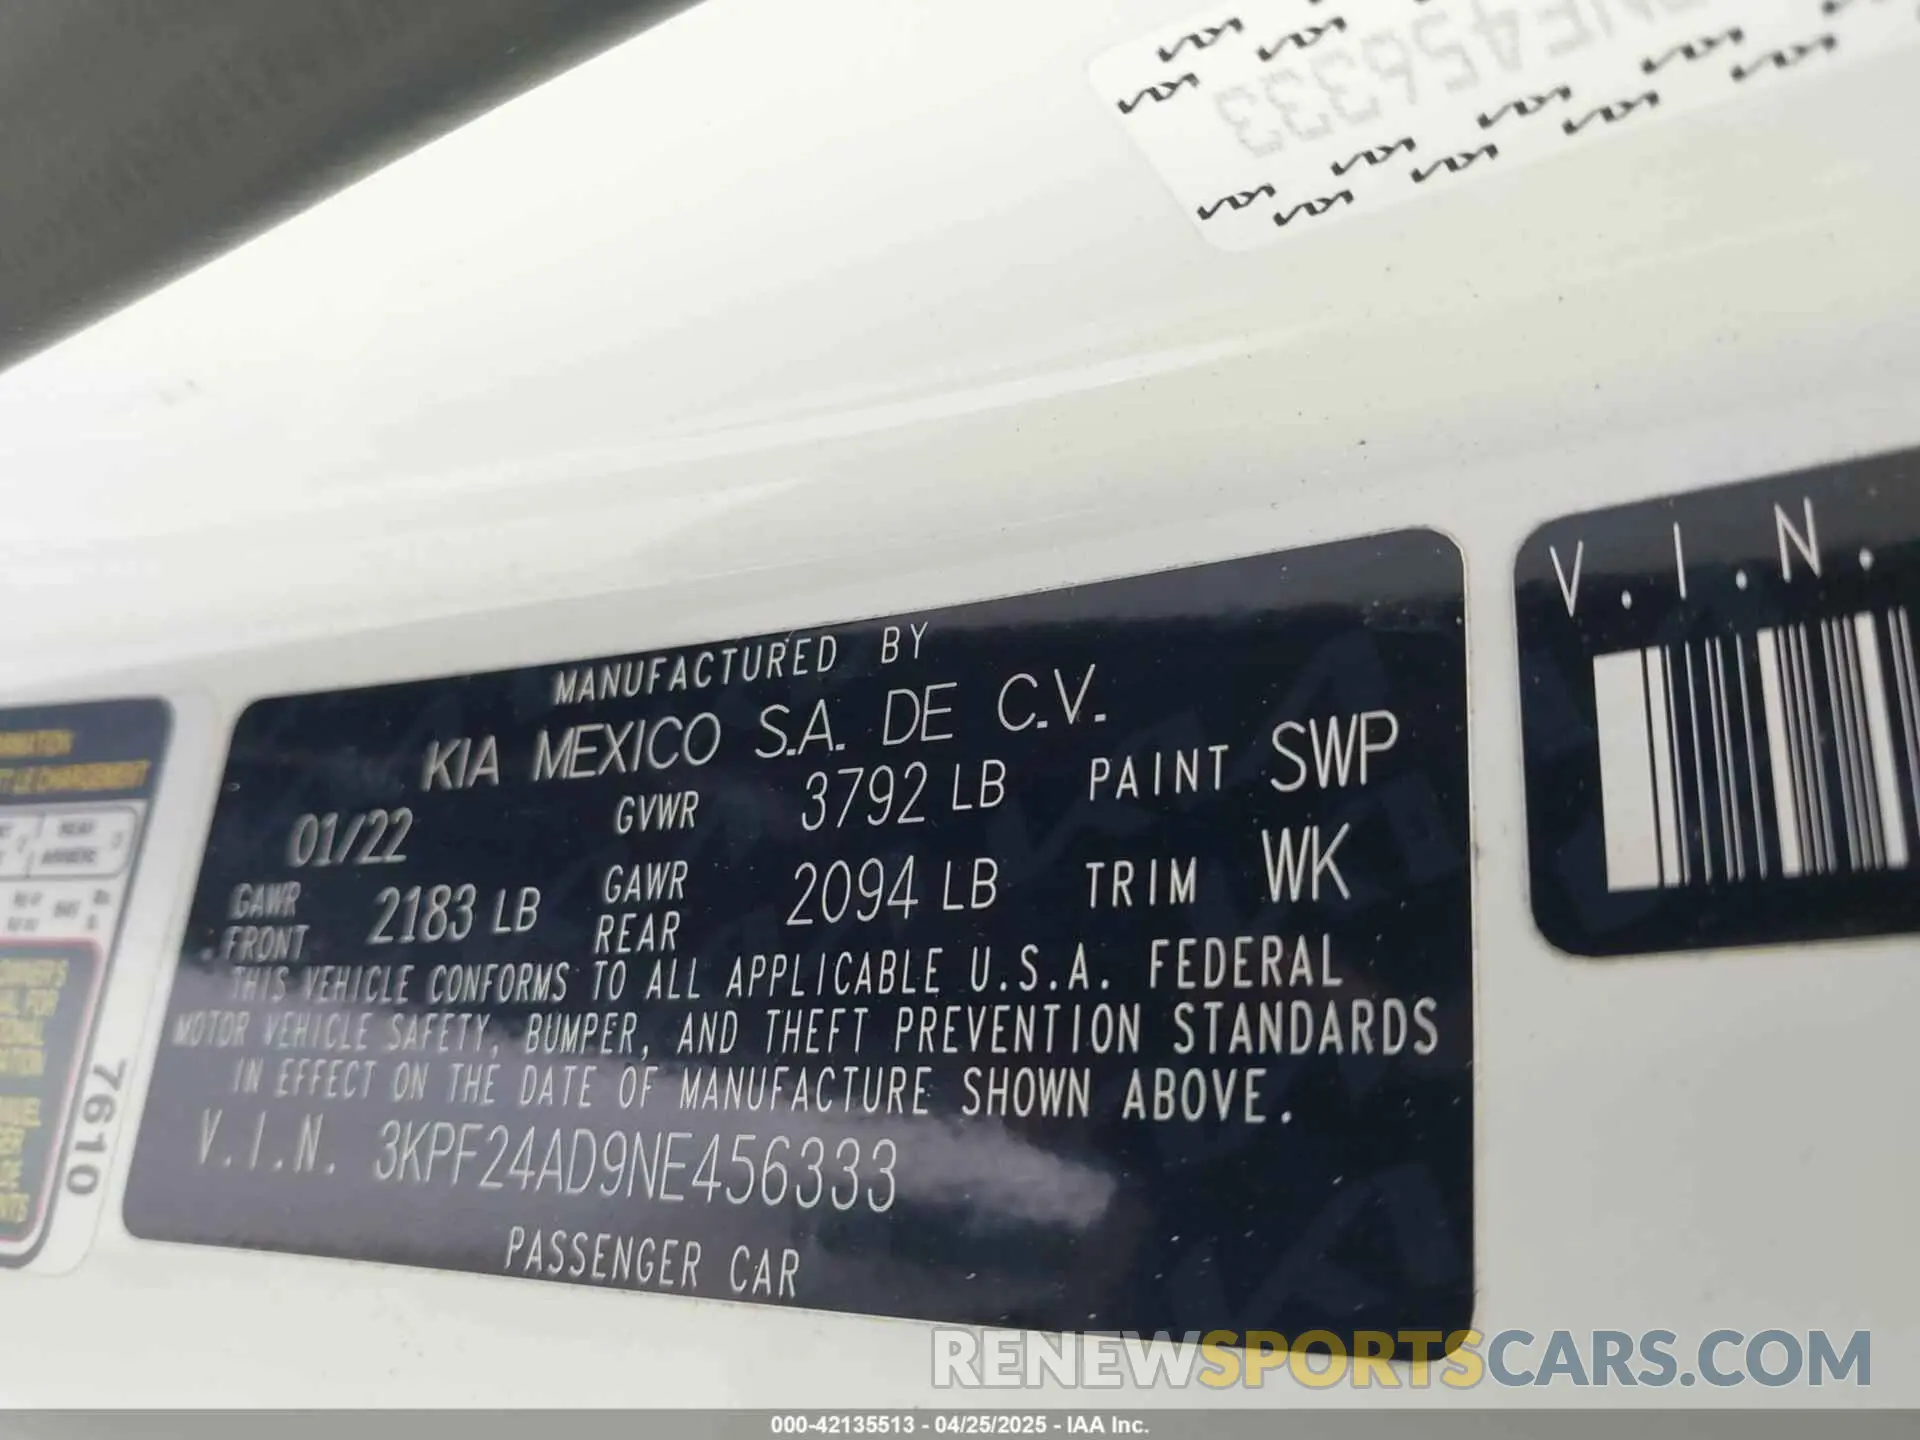 NE456333
MANUFACTURED BY
KIA MEXICO S.A. DE C.V.
01/22 GVWR 3792 LB PAINT SWP
GAWR FRONT 2183 LB GAWR REAR 2094 LB TRIM WK
THIS VEHICLE CONFORMS TO ALL APPLICABLE U.S.A. FEDERAL
MOTOR VEHICLE SAFETY, BUMPER, AND THEFT PREVENTION STANDARDS
IN EFFECT ON THE DATE OF MANUFACTURE SHOWN ABOVE.
V.I.N. 3KPF24AD9NE456333
PASSENGER CAR
V.I.N.
7610
RENEWSPORTSCARS.COM
000-42135513 - 04/25/2025 - IAA Inc.